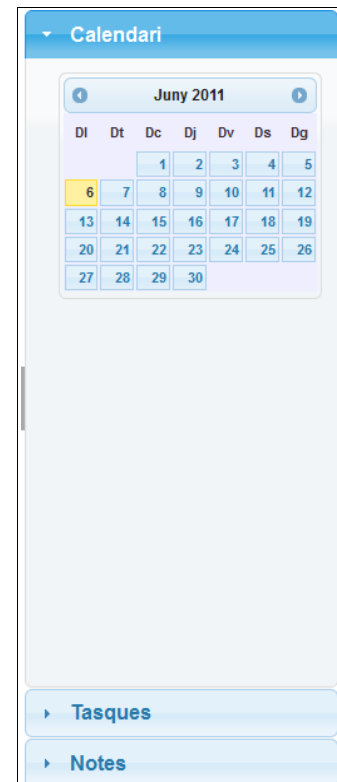 Calendari
Juny 2011
Dl Dt Dc Dj Dv Ds Dg
1 2 3 4 5
6 7 8 9 10 11 12
13 14 15 16 17 18 19
20 21 22 23 24 25 26
27 28 29 30
Tasques
Notes